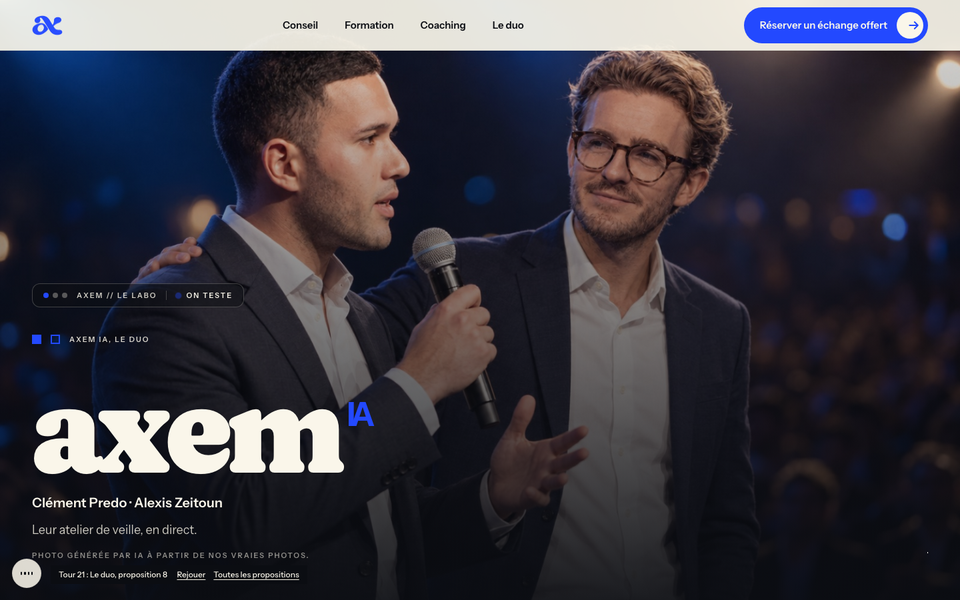 Conseil Formation Coaching Le duo Réserver un échange offert
AXEM // LE LABO ON TESTE
AXEM IA, LE DUO
axem IA
Clément Predo · Alexis Zeitoun
Leur atelier de veille, en direct.
PHOTO GÉNÉRÉE PAR IA À PARTIR DE NOS VRAIES PHOTOS.
Tour 21 : Le duo, proposition 8 Rejouer Toutes les propositions